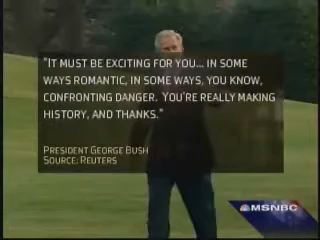 "IT MUST BE EXCITING FOR YOU... IN SOME
WAYS ROMANTIC, IN SOME WAYS, YOU KNOW,
CONFRONTING DANGER. YOU'RE REALLY MAKING
HISTORY, AND THANKS."
PRESIDENT GEORGE BUSH
SOURCE: REUTERS
MSNBC